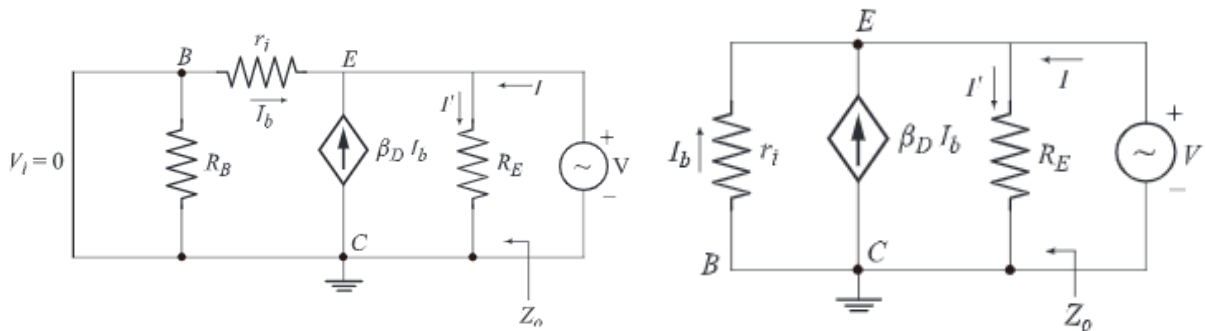 B
r_i
E
I
I'
I_b
V_i = 0
R_B
β_D I_b
R_E
+
V
−
C
Z_o
E
I'
I
+
I_b
r_i
β_D I_b
R_E
V
−
B
C
Z_o